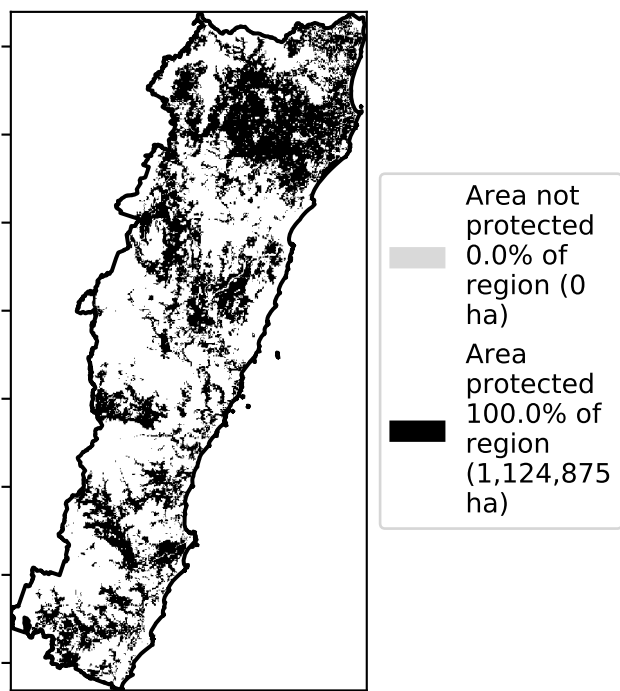 Area not
protected
0.0% of
region (0
ha)
Area
protected
100.0% of
region
(1,124,875
ha)